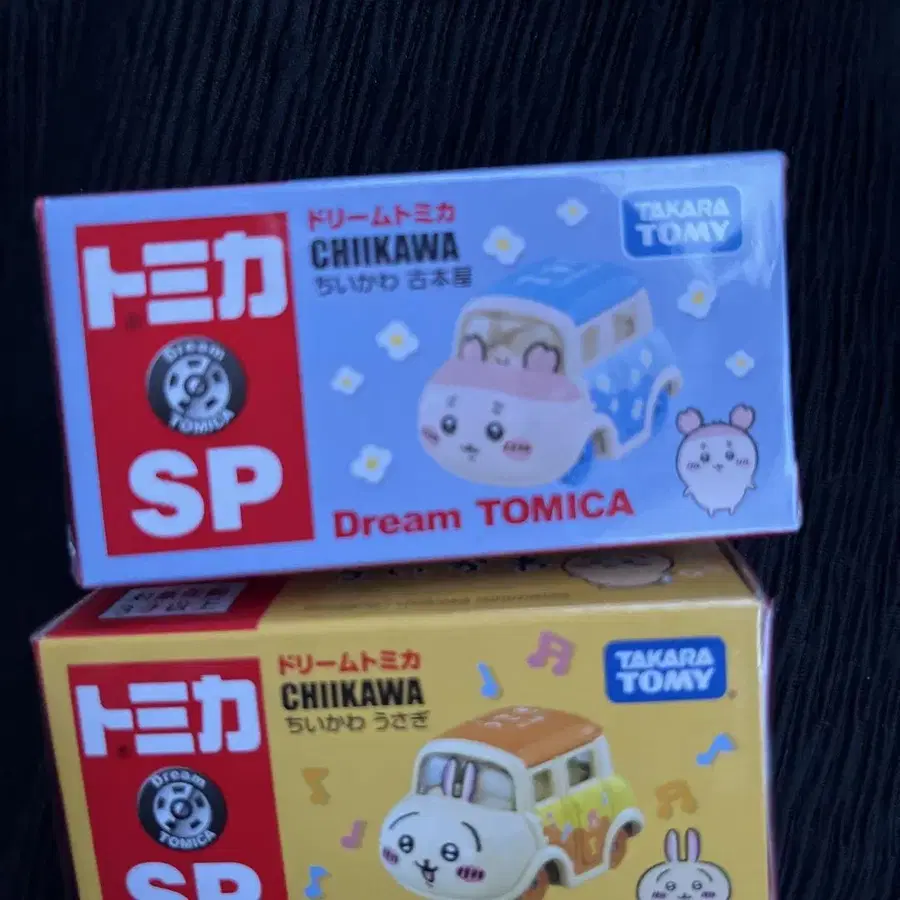 トミカ
Dream
TOMICA
SP
ドリームトミカ
CHIIKAWA
ちいかわ 古本屋
TAKARA
TOMY
Dream TOMICA
トミカ
Dream
TOMICA
SP
ドリームトミカ
CHIIKAWA
ちいかわ うさぎ
TAKARA
TOMY